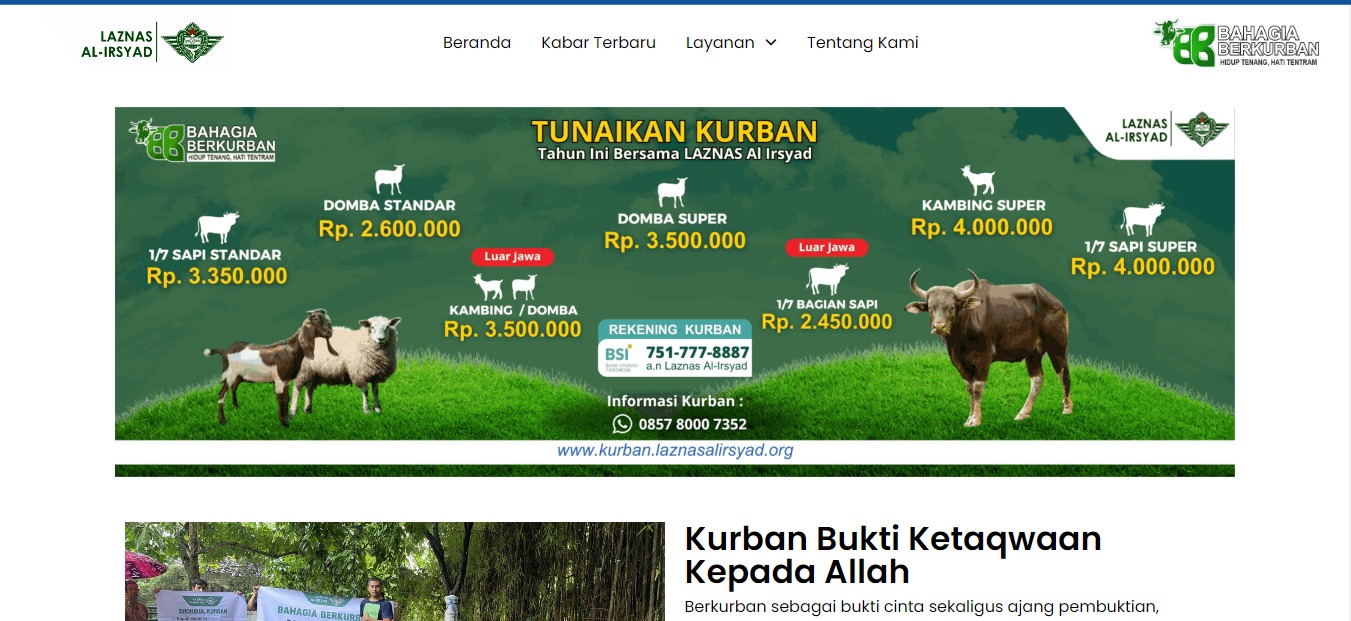 LAZNAS
AL-IRSYAD
Beranda
Kabar Terbaru
Layanan
Tentang Kami
BAHAGIA
BERKURBAN
HIDUP TENANG, HATI TENTRAM
BAHAGIA
BERKURBAN
HIDUP TENANG, HATI TENTRAM
TUNAIKAN KURBAN
Tahun Ini Bersama LAZNAS Al Irsyad
LAZNAS
AL-IRSYAD
1/7 SAPI STANDAR
Rp. 3.350.000
DOMBA STANDAR
Rp. 2.600.000
Luar Jawa
KAMBING / DOMBA
Rp. 3.500.000
DOMBA SUPER
Rp. 3.500.000
Luar Jawa
1/7 BAGIAN SAPI
Rp. 2.450.000
KAMBING SUPER
Rp. 4.000.000
1/7 SAPI SUPER
Rp. 4.000.000
REKENING KURBAN
BSI
BANK SYARIAH
INDONESIA
751-777-8887
a.n Laznas Al-Irsyad
Informasi Kurban :
0857 8000 7352
www.kurban.laznasalirsyad.org
SHOHIBUL KURBAN
BAHAGIA BERKURB
Kurban Bukti Ketaqwaan
Kepada Allah
Berkurban sebagai bukti cinta sekaligus ajang pembuktian,